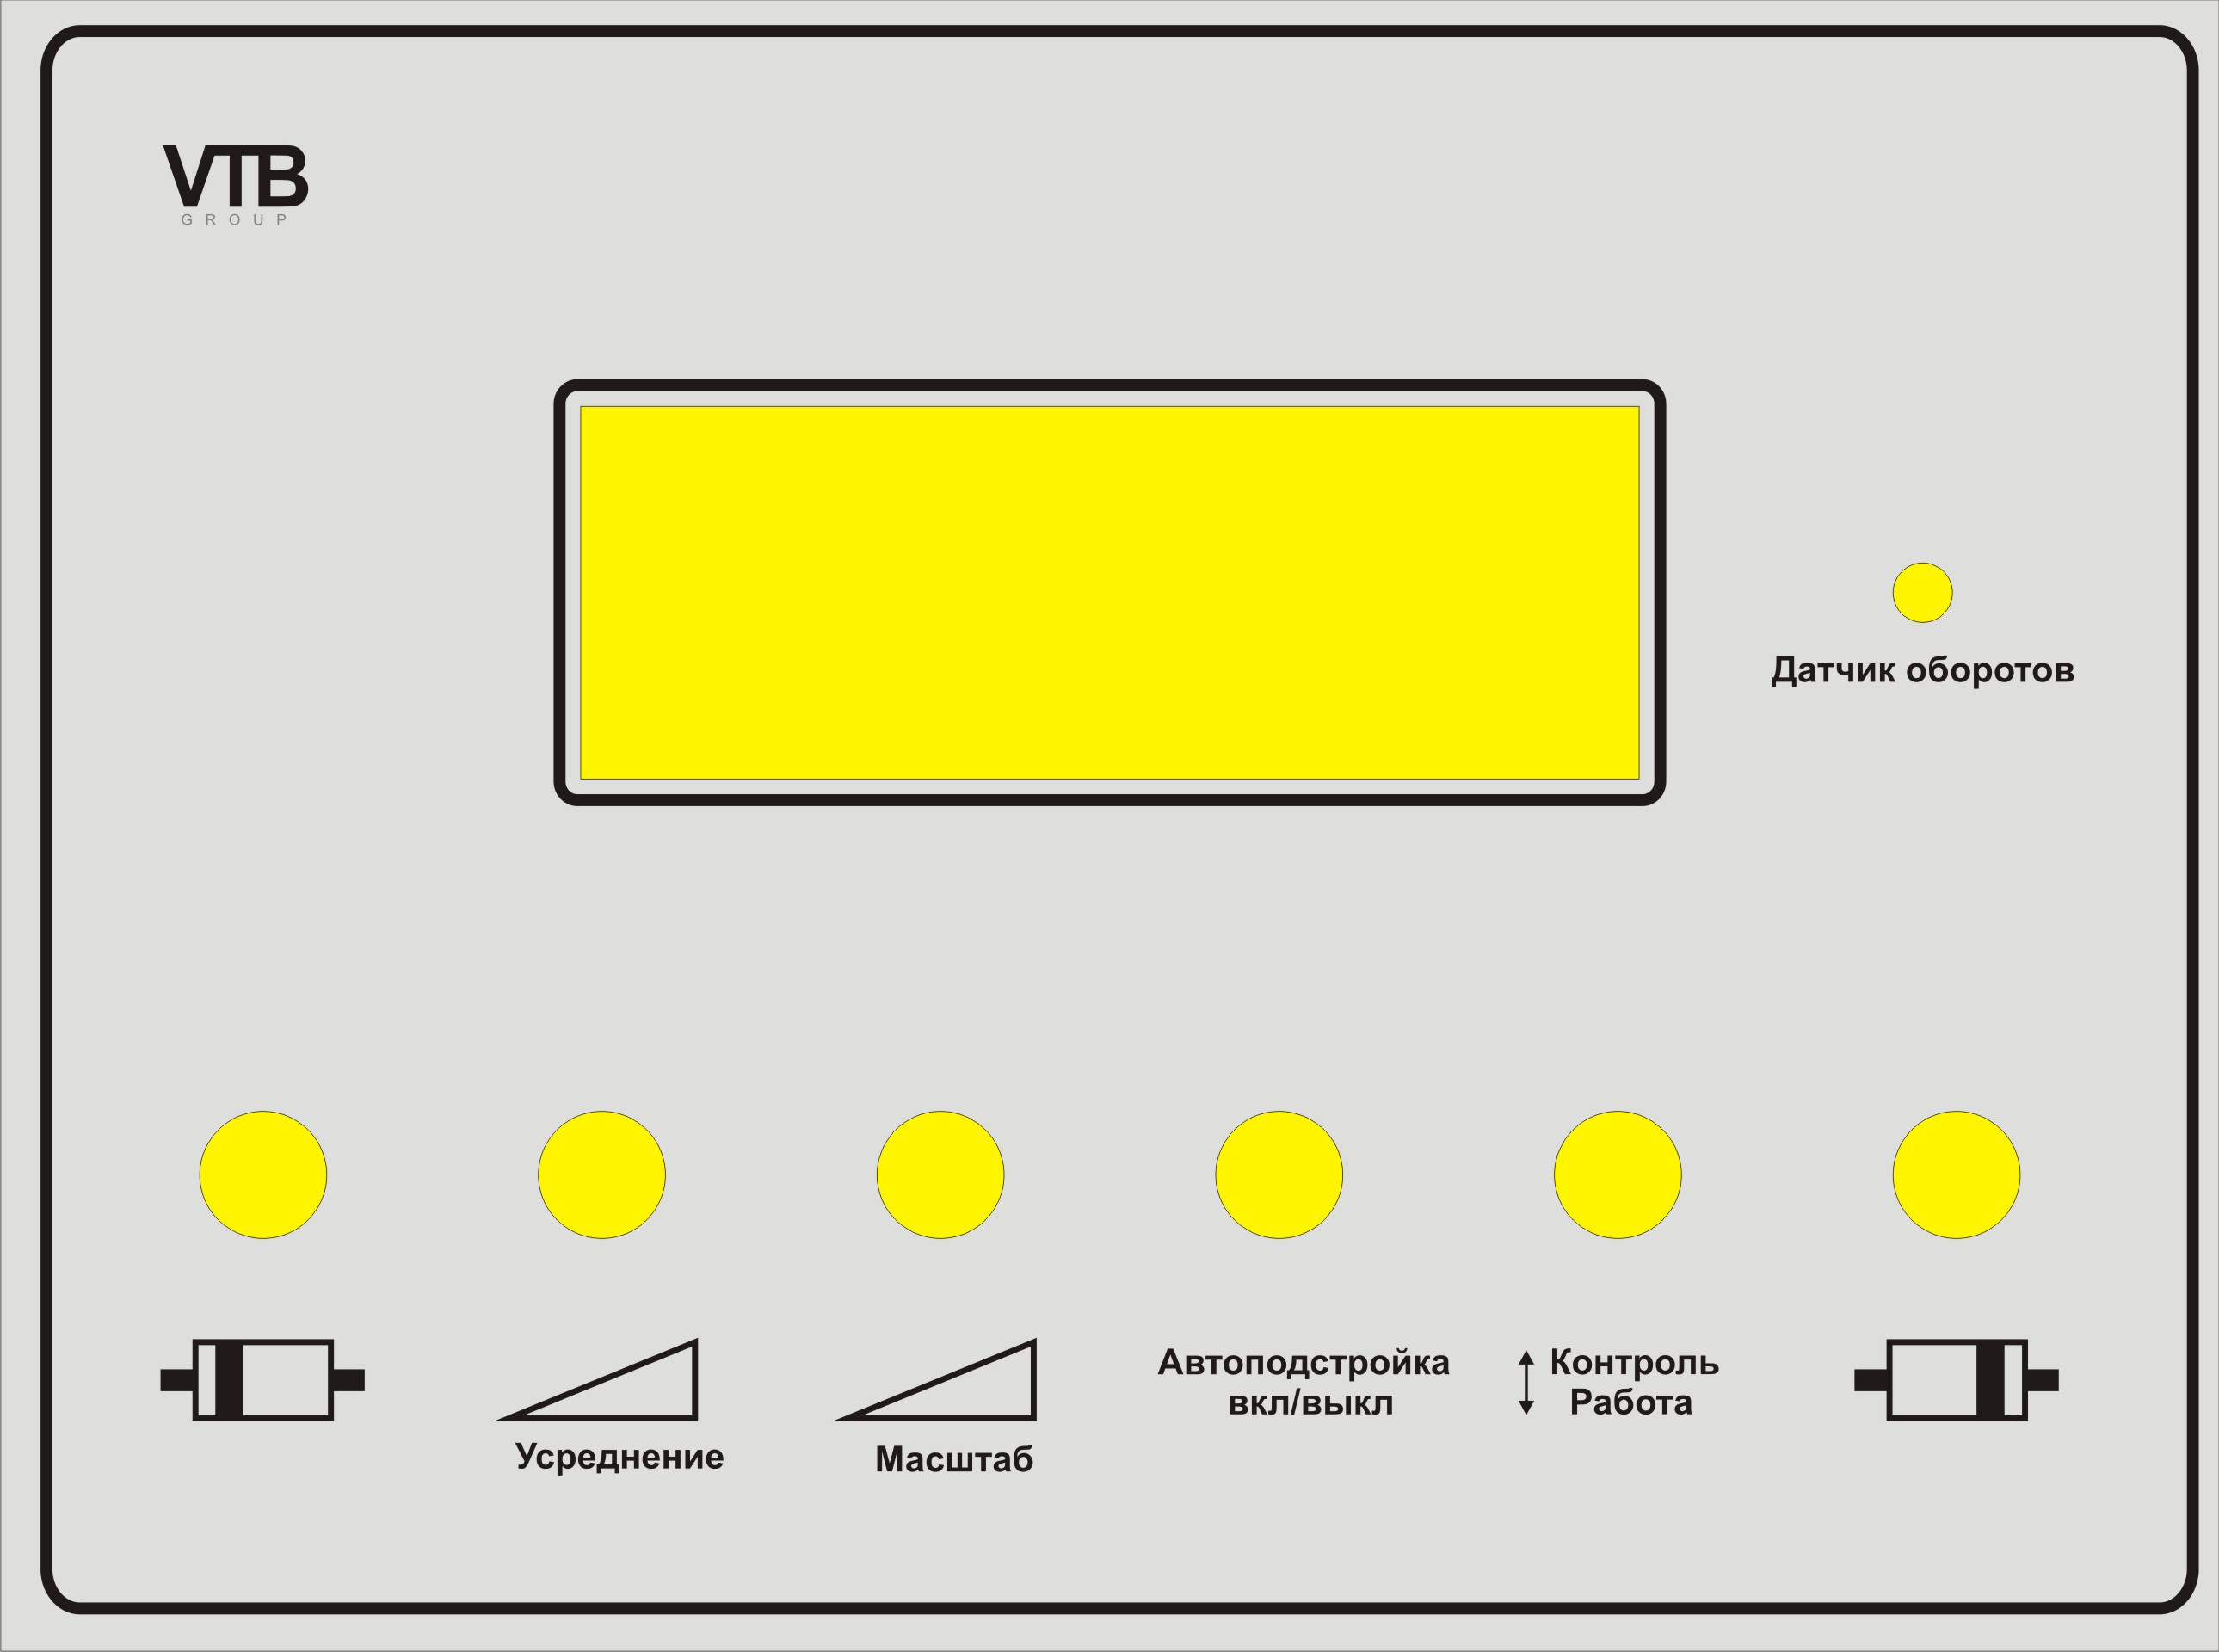 VTB
GROUP
Датчик оборотов
Усреднение
Масштаб
Автоподстройка
вкл/выкл
Контроль
Работа